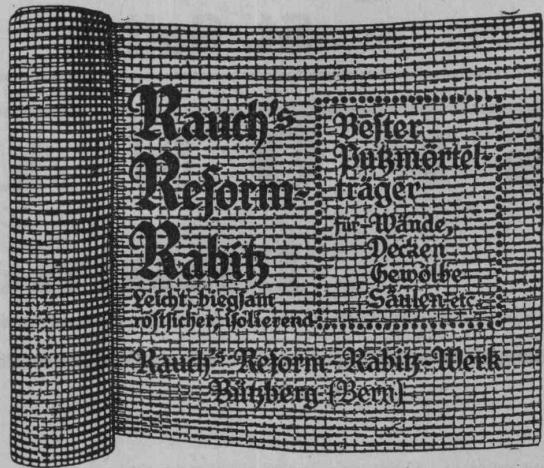 Rauch's
Reform-
Rabitz
Leicht, biegsam
rostsicher, isolierend
Bester
Putzmörtel-
träger
für Wände,
Decken
Gewölbe
Säulen etc.
Rauch's Reform-Rabitz-Werk
Bützberg (Bern)